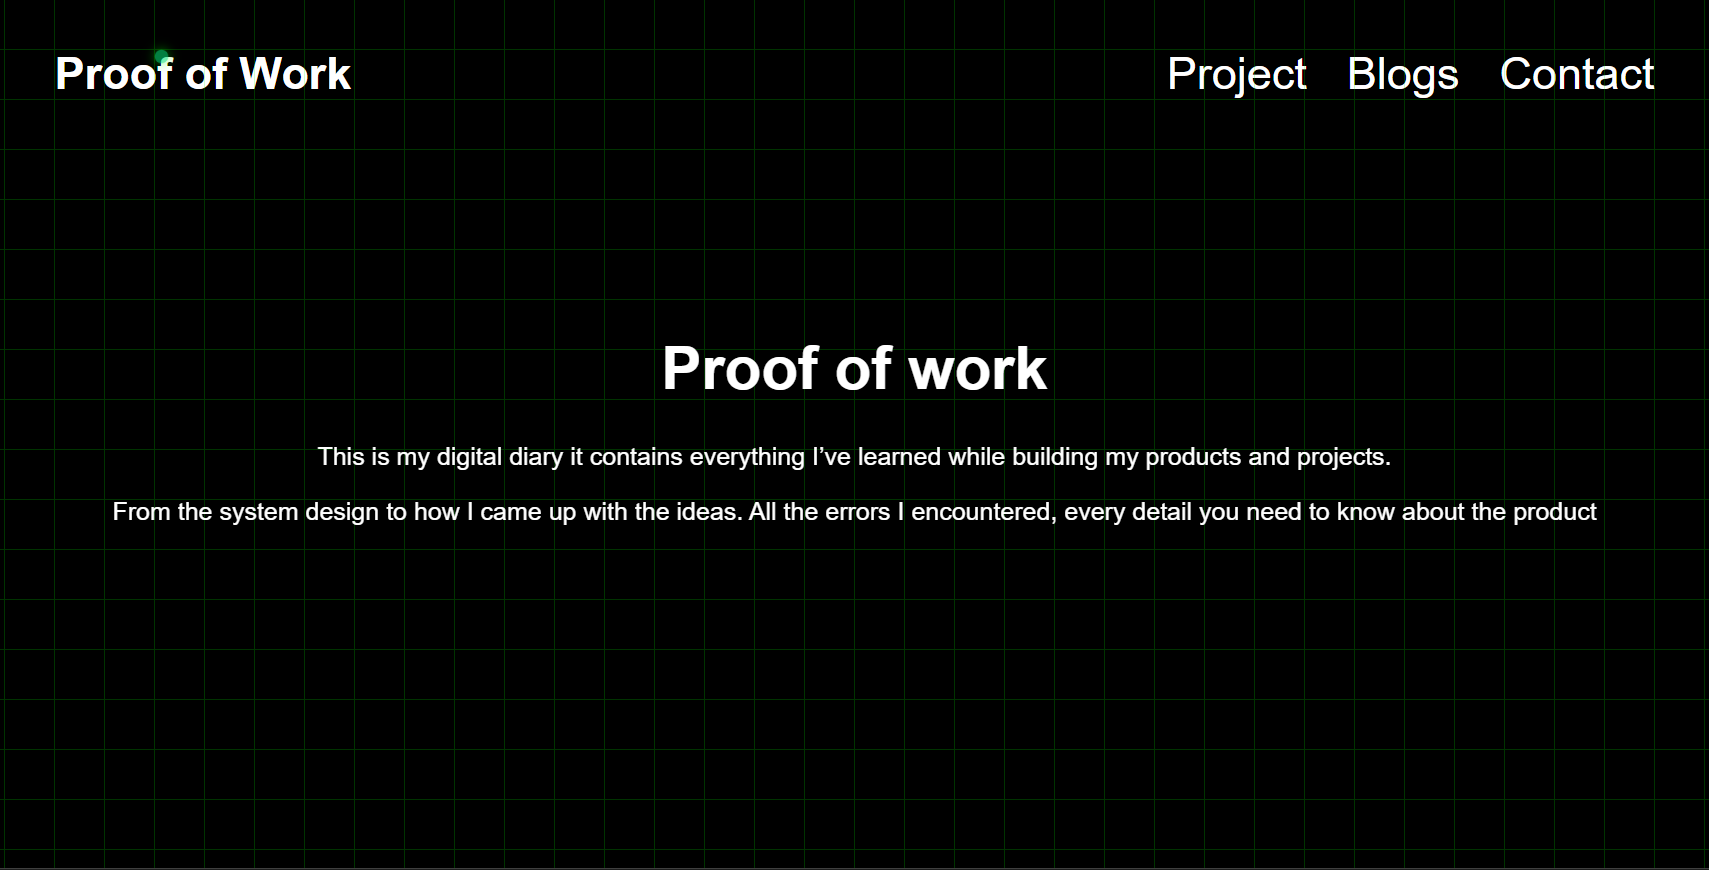 Proof of Work
Project Blogs Contact
Proof of work
This is my digital diary it contains everything I’ve learned while building my products and projects.
From the system design to how I came up with the ideas. All the errors I encountered, every detail you need to know about the product